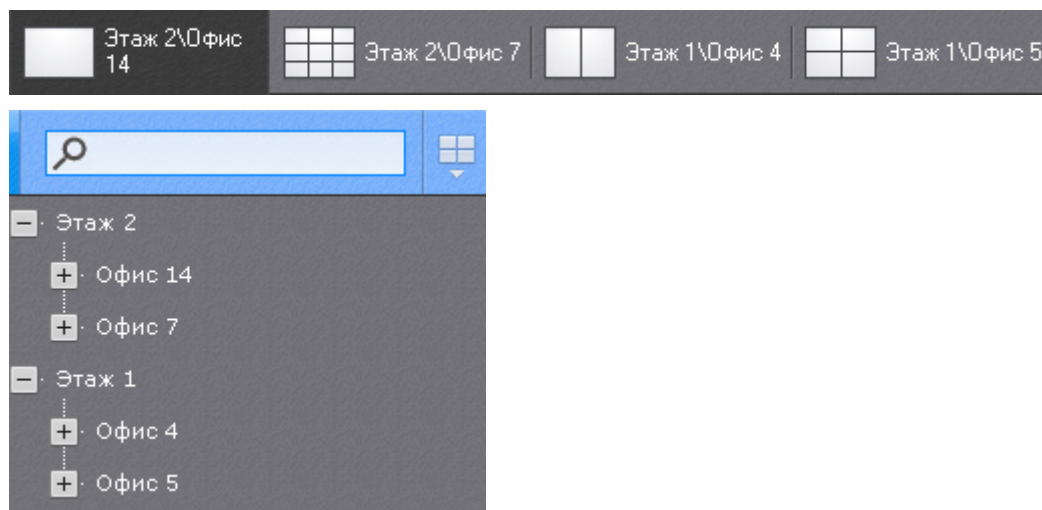 Этаж 2\Офис
14
Этаж 2\Офис 7
Этаж 1\Офис 4
Этаж 1\Офис 5
Этаж 2
Офис 14
Офис 7
Этаж 1
Офис 4
Офис 5